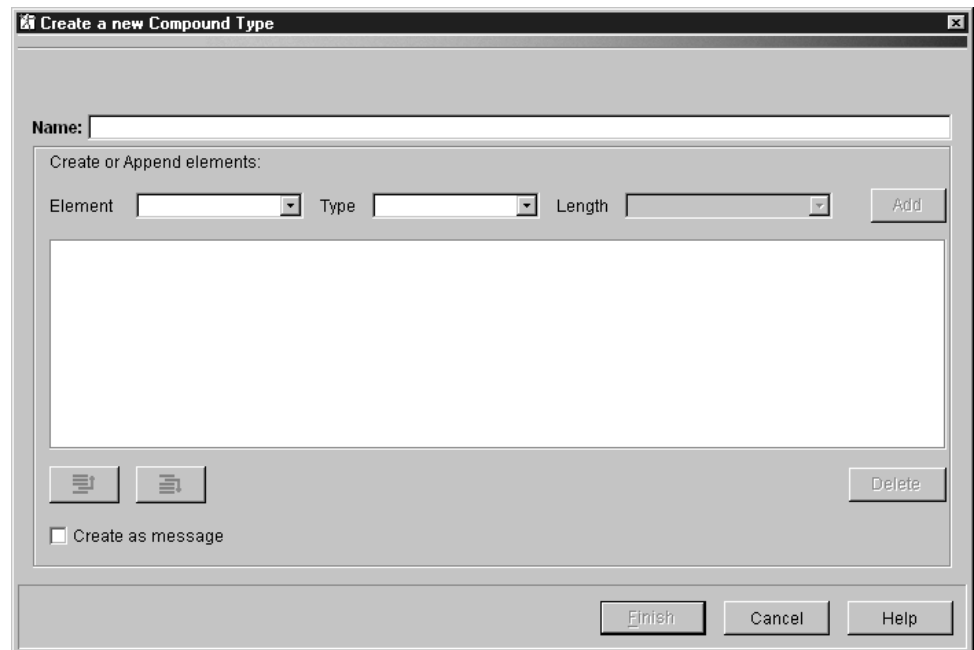 Create a new Compound Type
Name:
Create or Append elements:
Element Type Length Add
Delete
Create as message
Finish Cancel Help